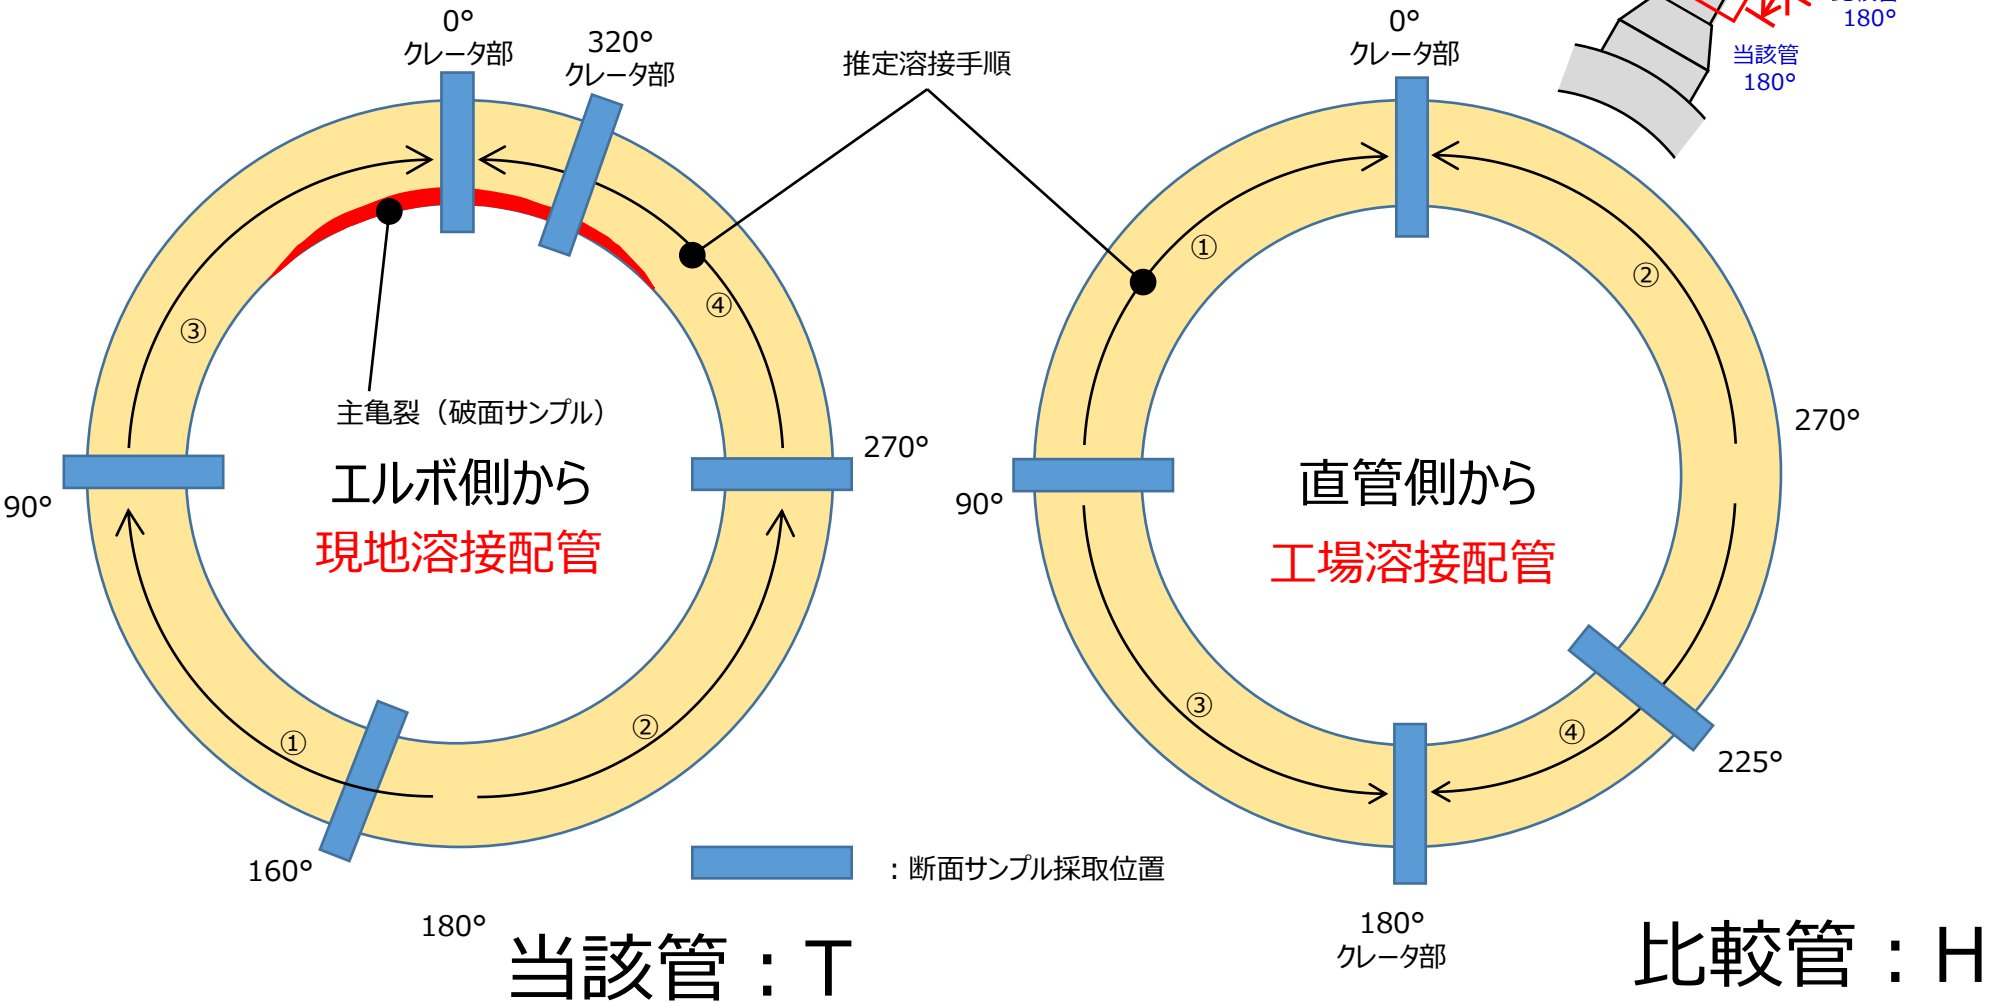 0°
クレータ部
320°
クレータ部
推定溶接手順
0°
クレータ部
180°
当該管
180°
③
④
①
②
主亀裂（破面サンプル）
エルボ側から
現地溶接配管
90°
270°
①
②
160°
180°
直管側から
工場溶接配管
90°
270°
③
④
225°
180°
クレータ部
：断面サンプル採取位置
当該管：T
比較管：H